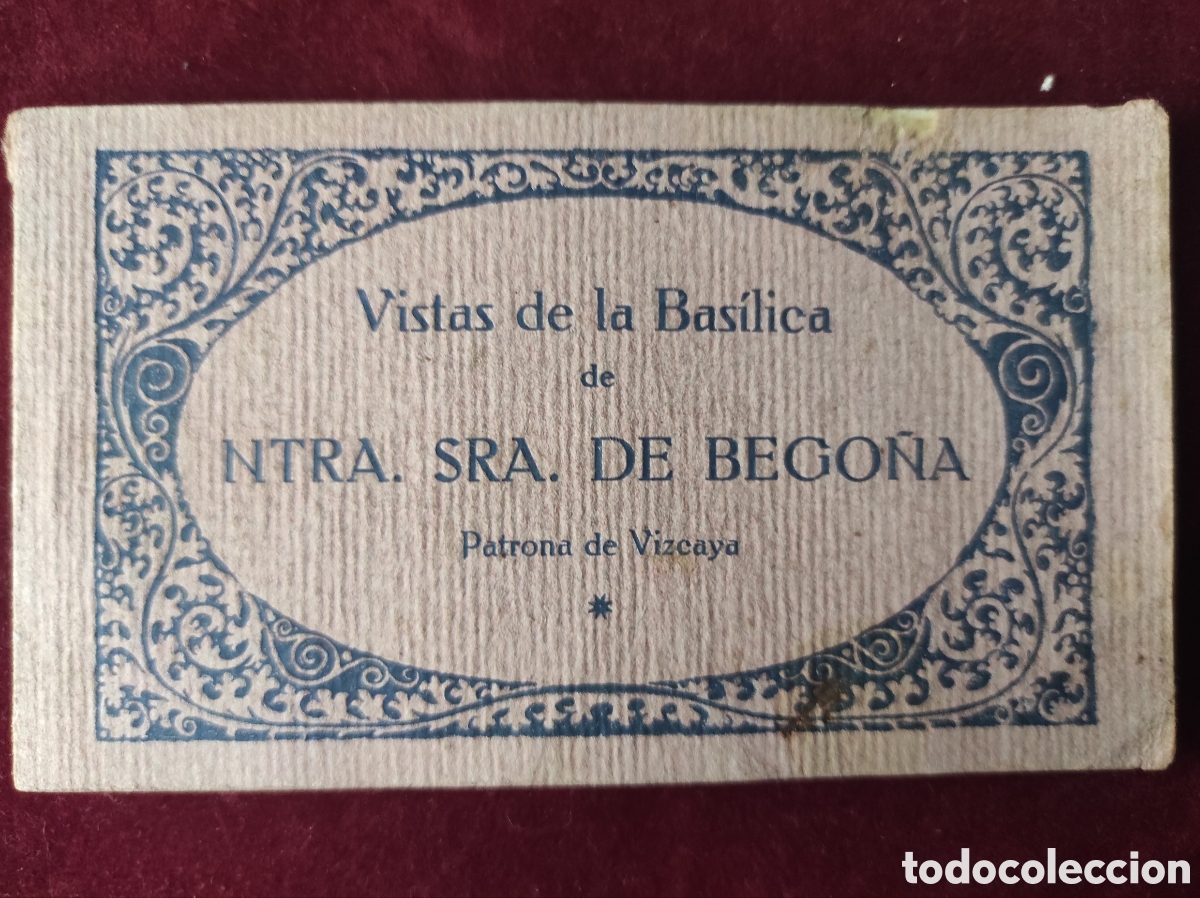 Vistas de la Basílica
de
NTRA. SRA. DE BEGOÑA
Patrona de Vizcaya
todocoleccion